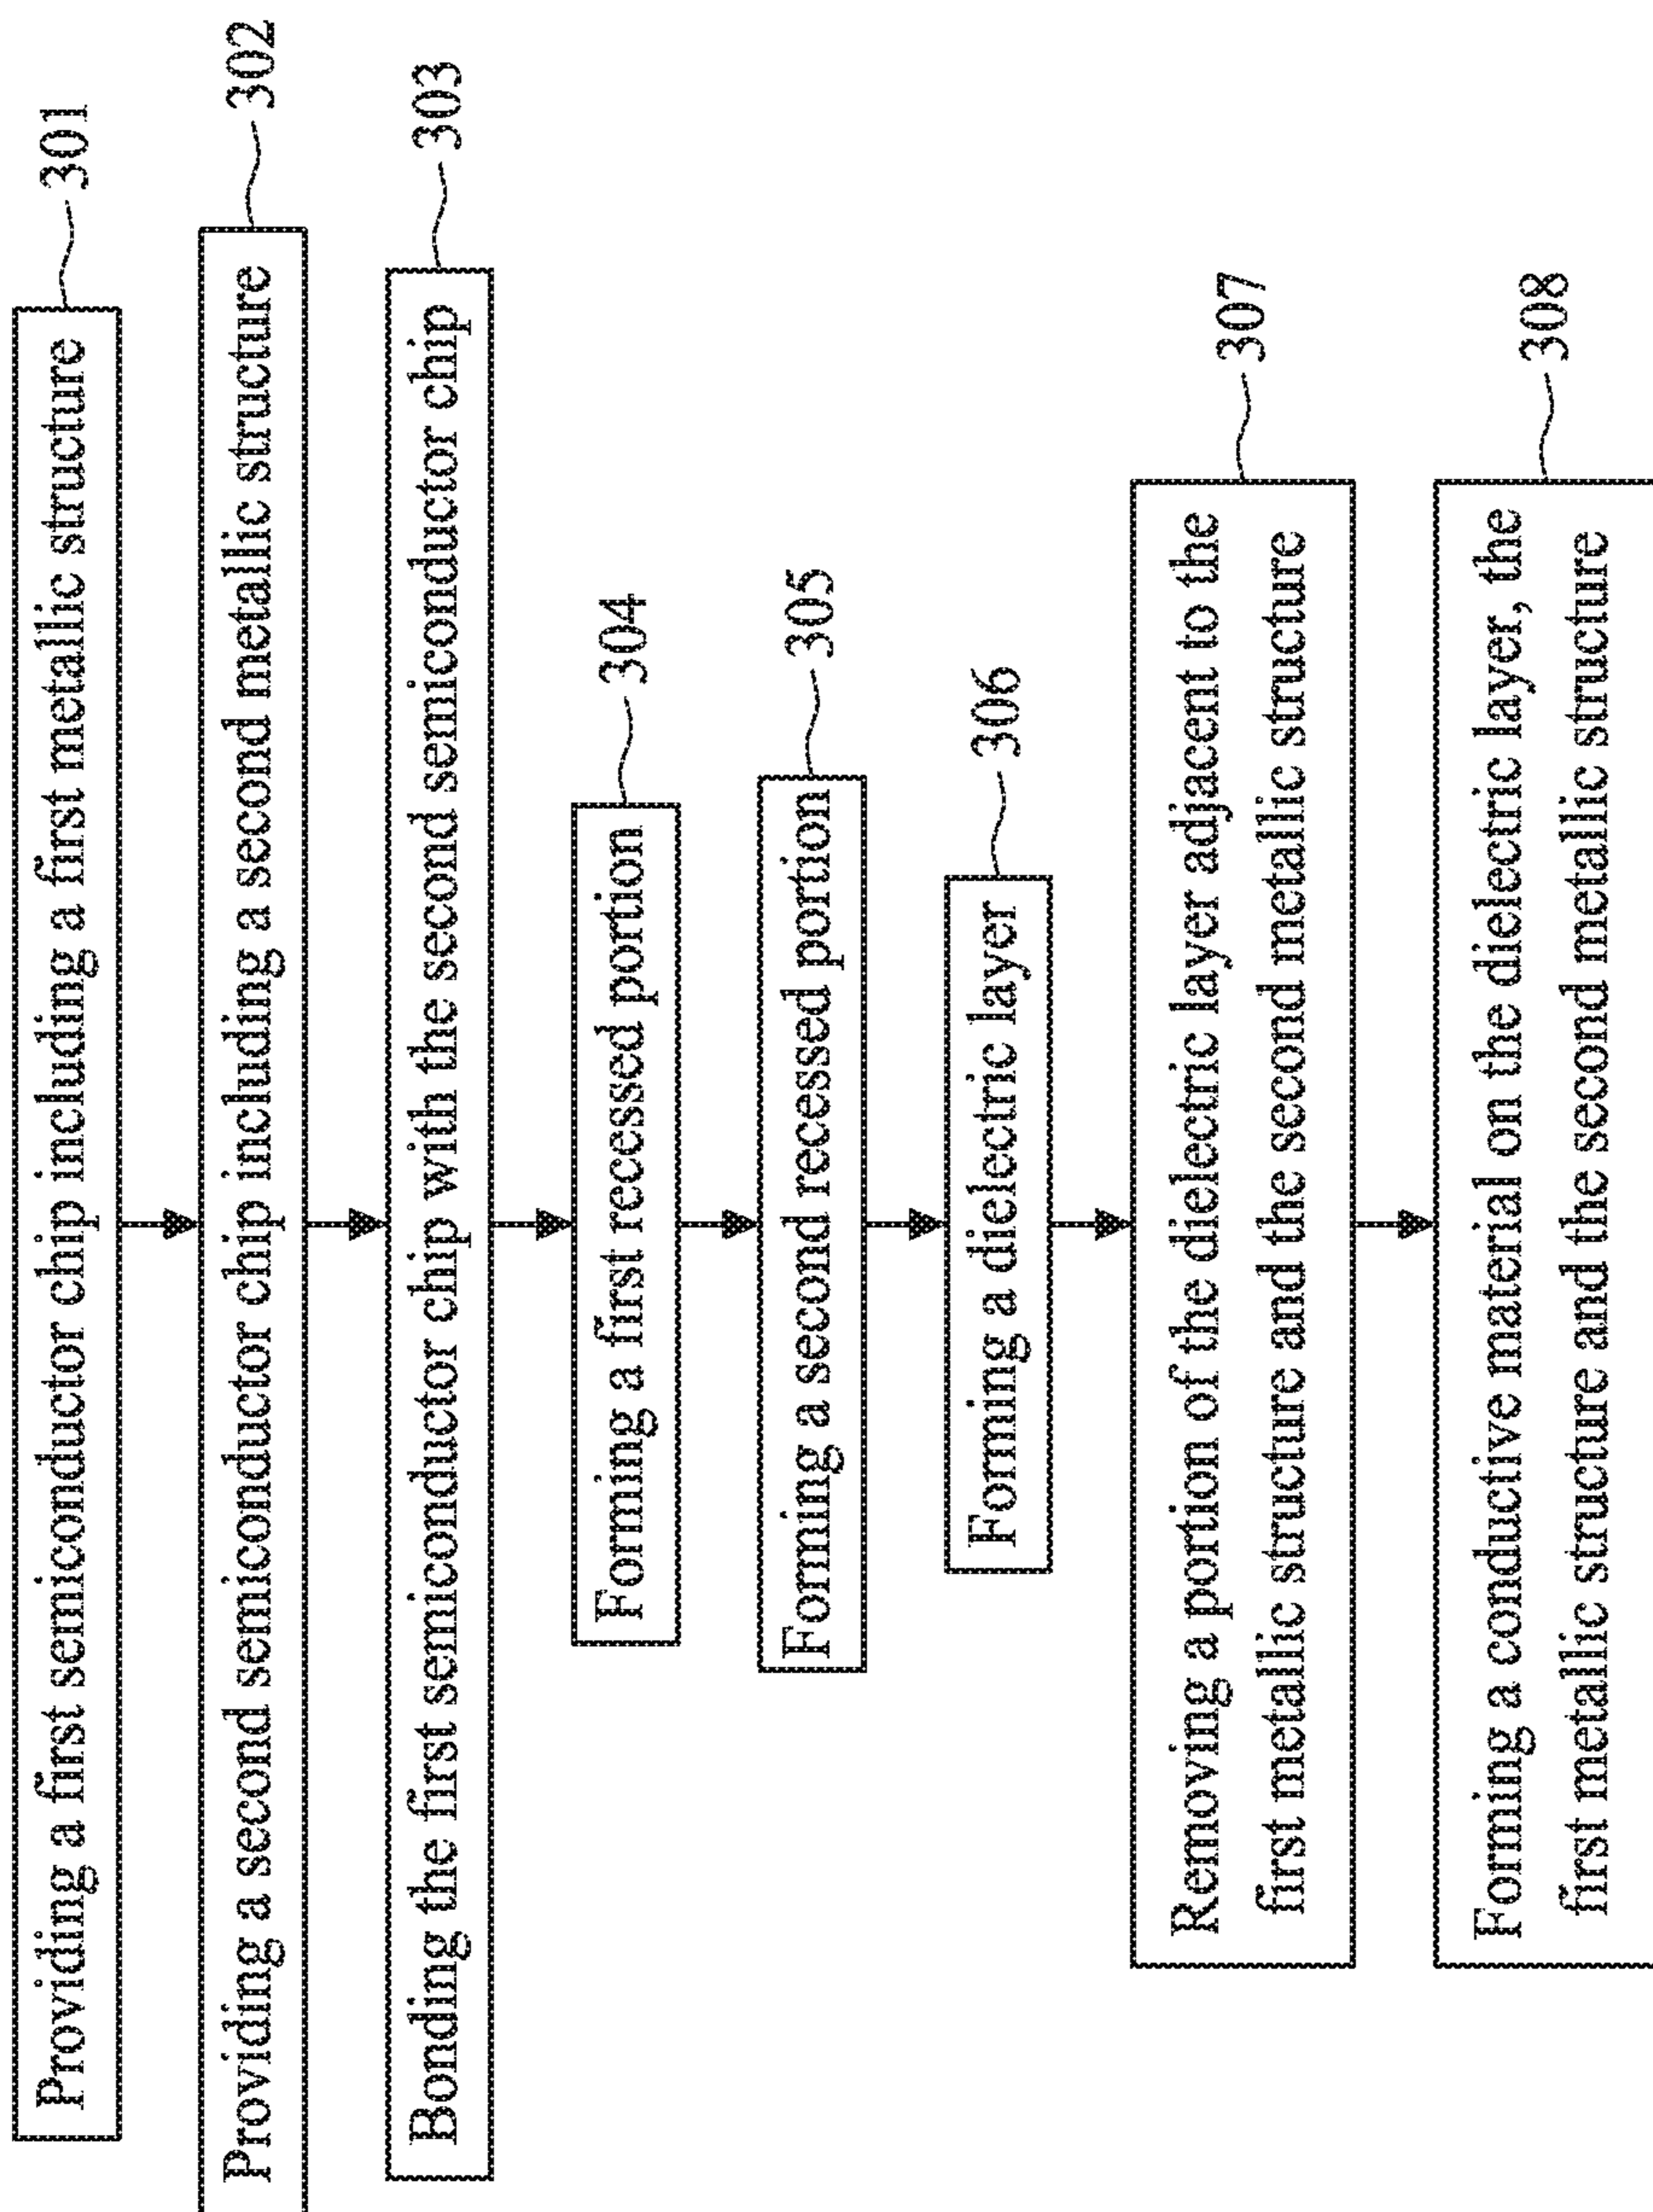 Providing a first semiconductor chip including a first metallic structure
301
Providing a second semiconductor chip including a second metallic structure
302
Bonding the first semiconductor chip with the second semiconductor chip
303
Forming a first recessed portion
304
Forming a second recessed portion
305
Forming a dielectric layer
306
Removing a portion of the dielectric layer adjacent to the
first metallic structure and the second metallic structure
307
Forming a conductive material on the dielectric layer, the
first metallic structure and the second metallic structure
308